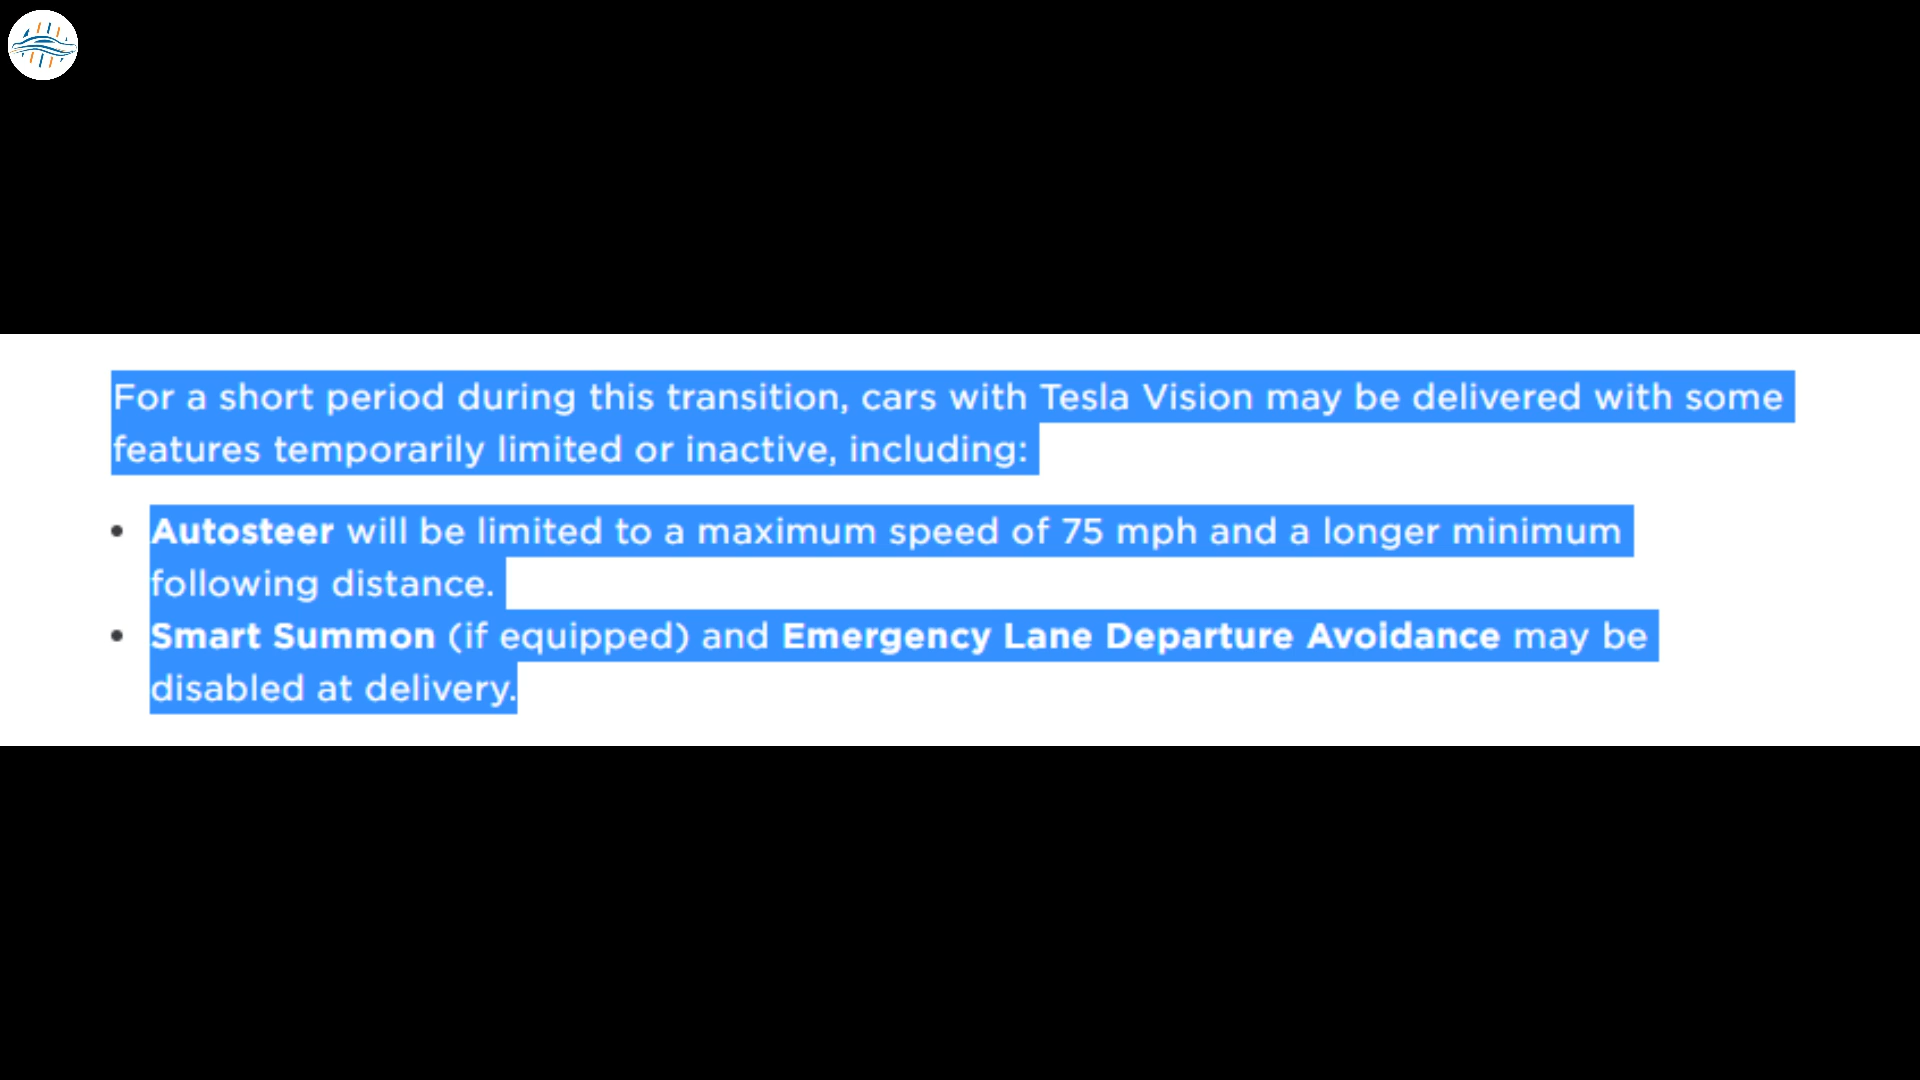 For a short period during this transition, cars with Tesla Vision may be delivered with some
features temporarily limited or inactive, including:
• Autosteer will be limited to a maximum speed of 75 mph and a longer minimum
following distance.
• Smart Summon (if equipped) and Emergency Lane Departure Avoidance may be
disabled at delivery.